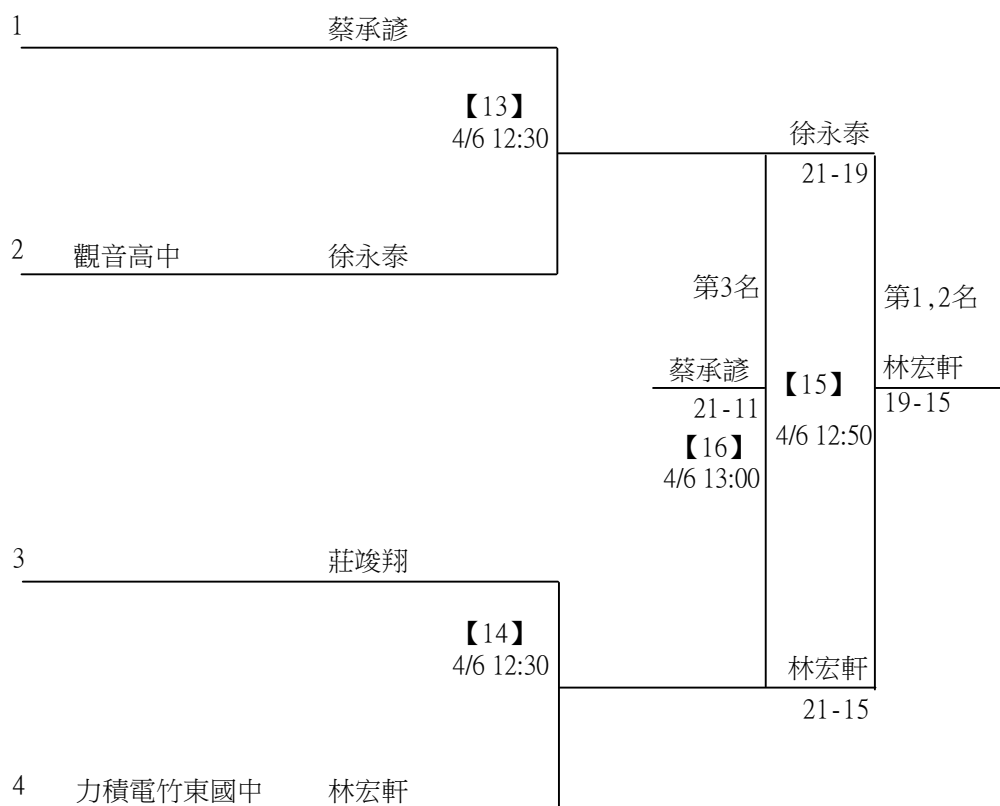 1 蔡承諺
【13】
4/6 12:30
徐永泰
21-19
2 觀音高中 徐永泰
第3名
第1,2名
蔡承諺
21-11
【16】
4/6 13:00
【15】
4/6 12:50
林宏軒
19-15
3 莊竣翔
【14】
4/6 12:30
林宏軒
21-15
4 力積電竹東國中 林宏軒